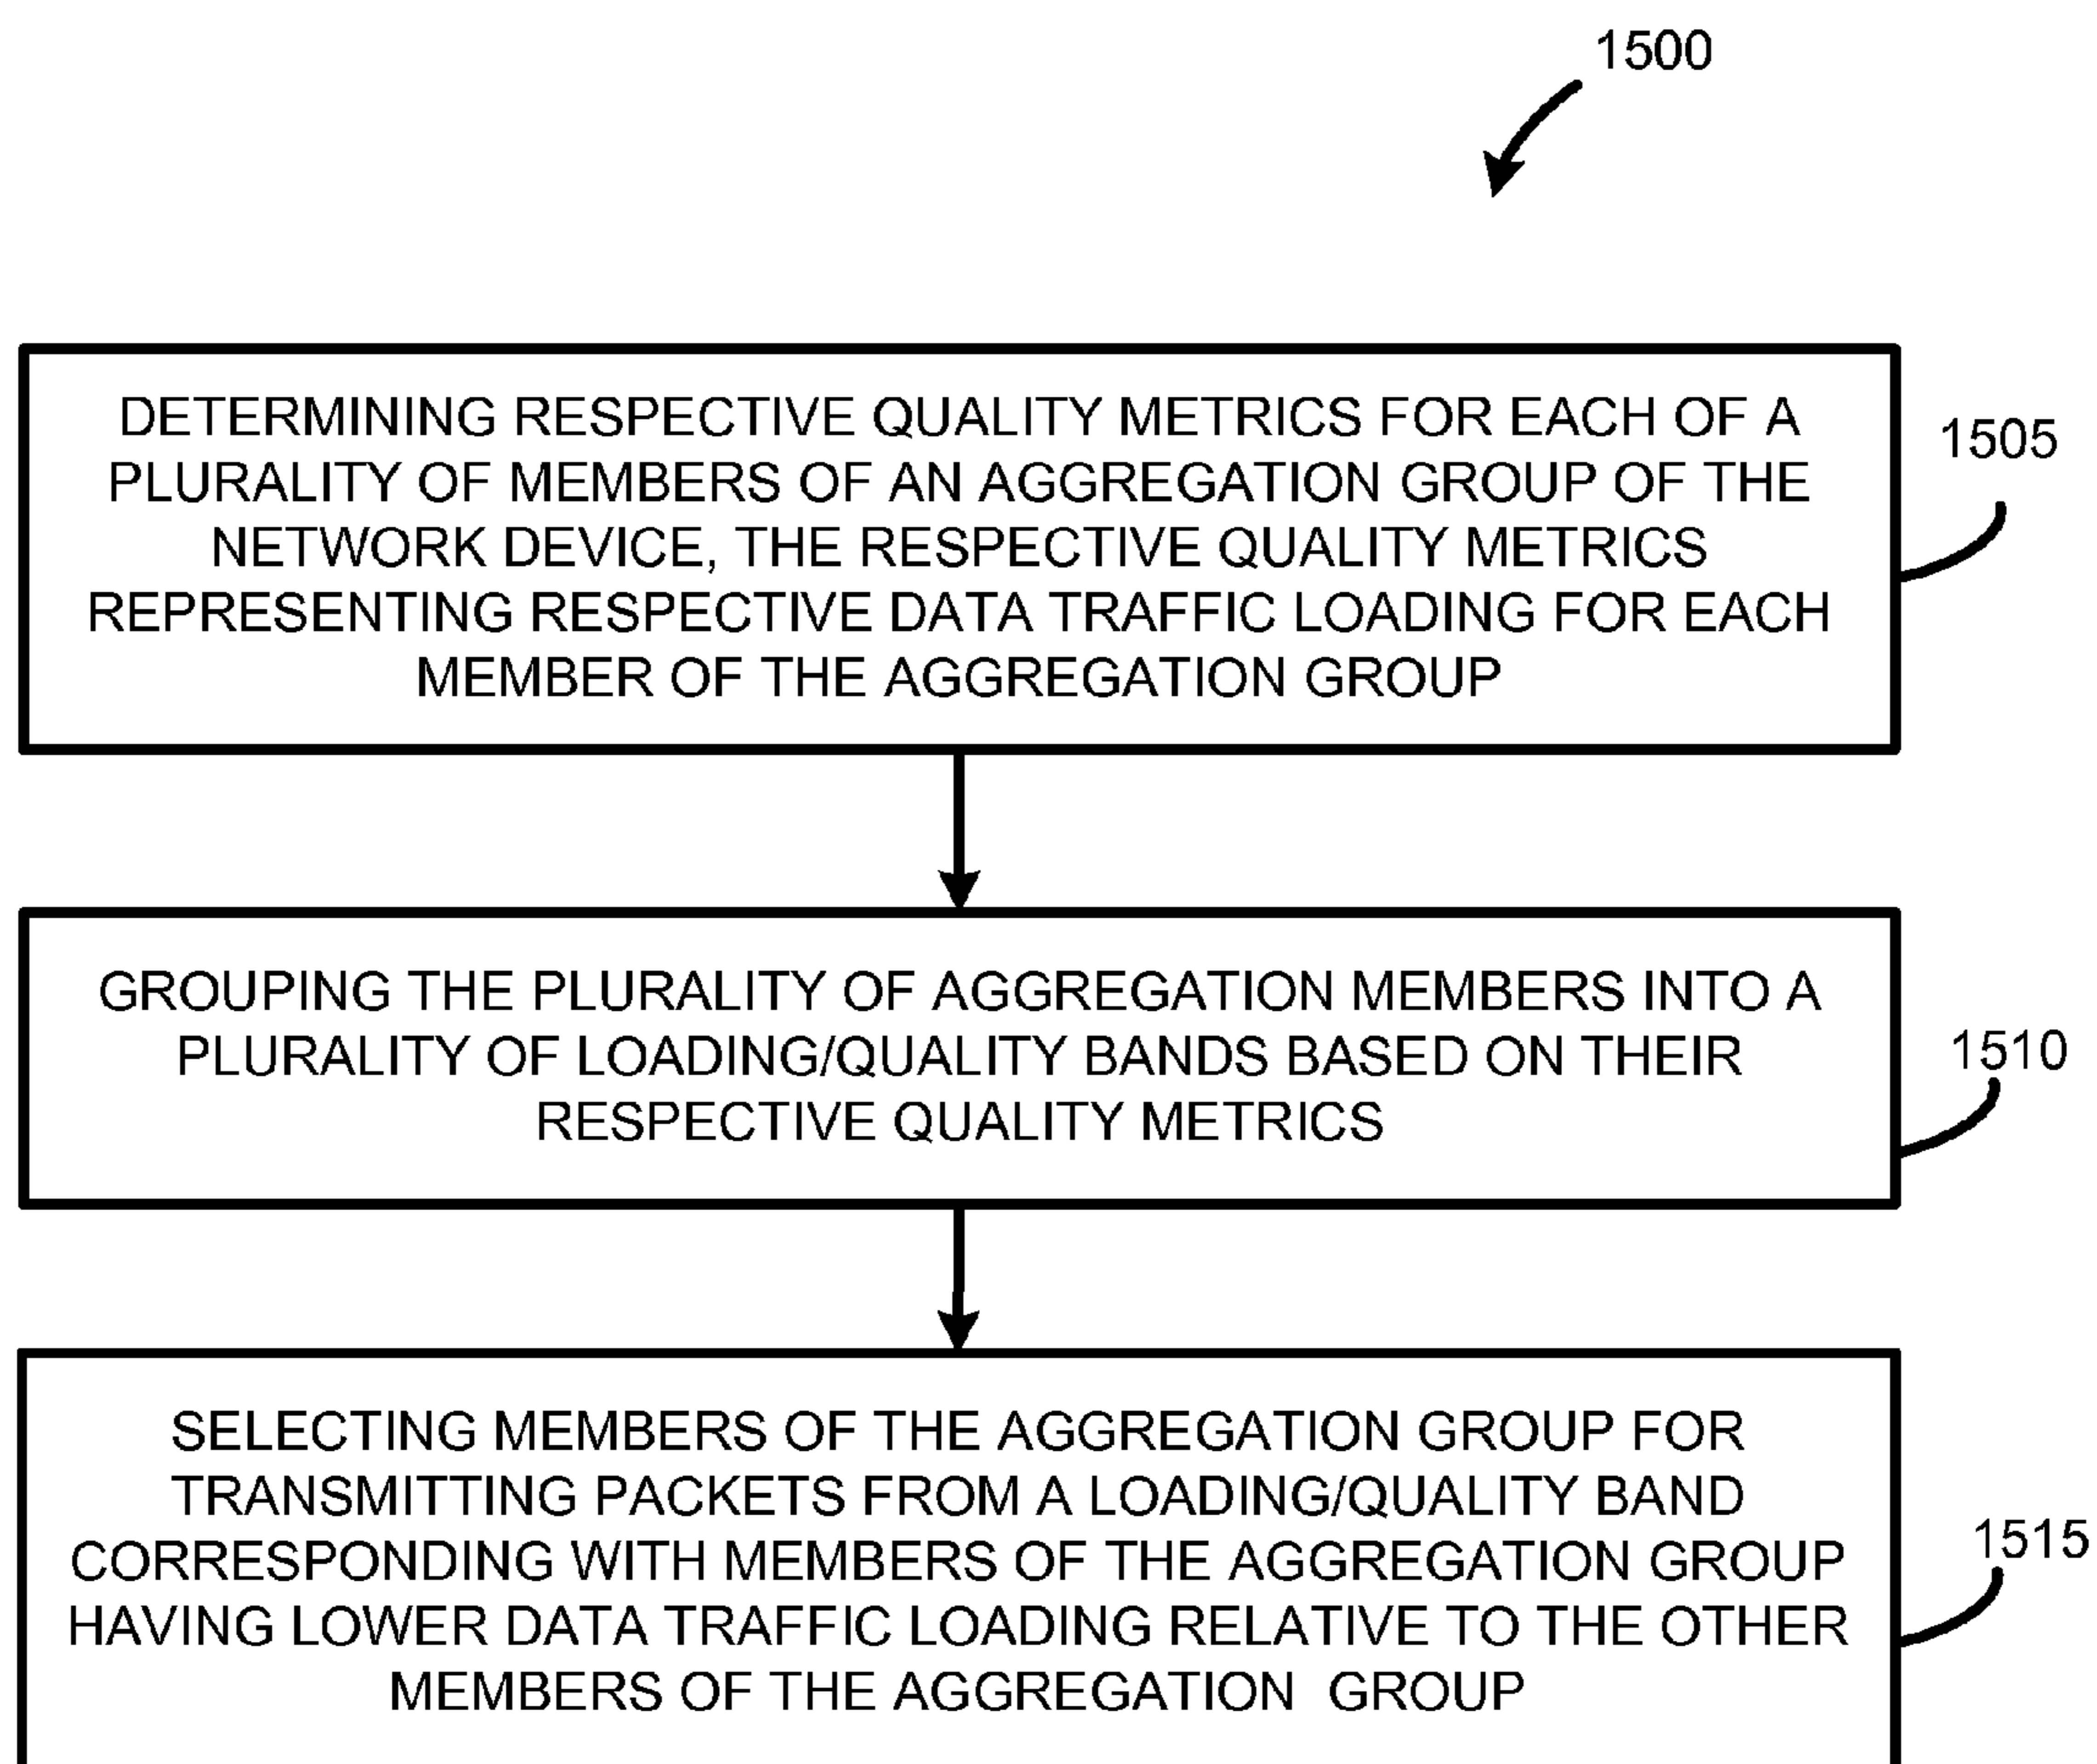 1500
DETERMINING RESPECTIVE QUALITY METRICS FOR EACH OF A
PLURALITY OF MEMBERS OF AN AGGREGATION GROUP OF THE
NETWORK DEVICE, THE RESPECTIVE QUALITY METRICS
REPRESENTING RESPECTIVE DATA TRAFFIC LOADING FOR EACH
MEMBER OF THE AGGREGATION GROUP
1505
GROUPING THE PLURALITY OF AGGREGATION MEMBERS INTO A
PLURALITY OF LOADING/QUALITY BANDS BASED ON THEIR
RESPECTIVE QUALITY METRICS
1510
SELECTING MEMBERS OF THE AGGREGATION GROUP FOR
TRANSMITTING PACKETS FROM A LOADING/QUALITY BAND
CORRESPONDING WITH MEMBERS OF THE AGGREGATION GROUP
HAVING LOWER DATA TRAFFIC LOADING RELATIVE TO THE OTHER
MEMBERS OF THE AGGREGATION GROUP
1515